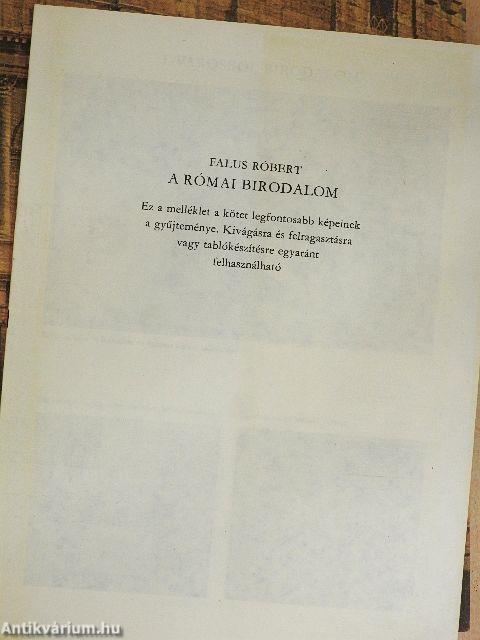 FALUS RÓBERT
A RÓMAI BIRODALOM
Ez a melléklet a kötet legfontosabb képeinek
a gyűjteménye. Kivágásra és felragasztásra
vagy tablókészítésre egyaránt
felhasználható
Antikvárium.hu